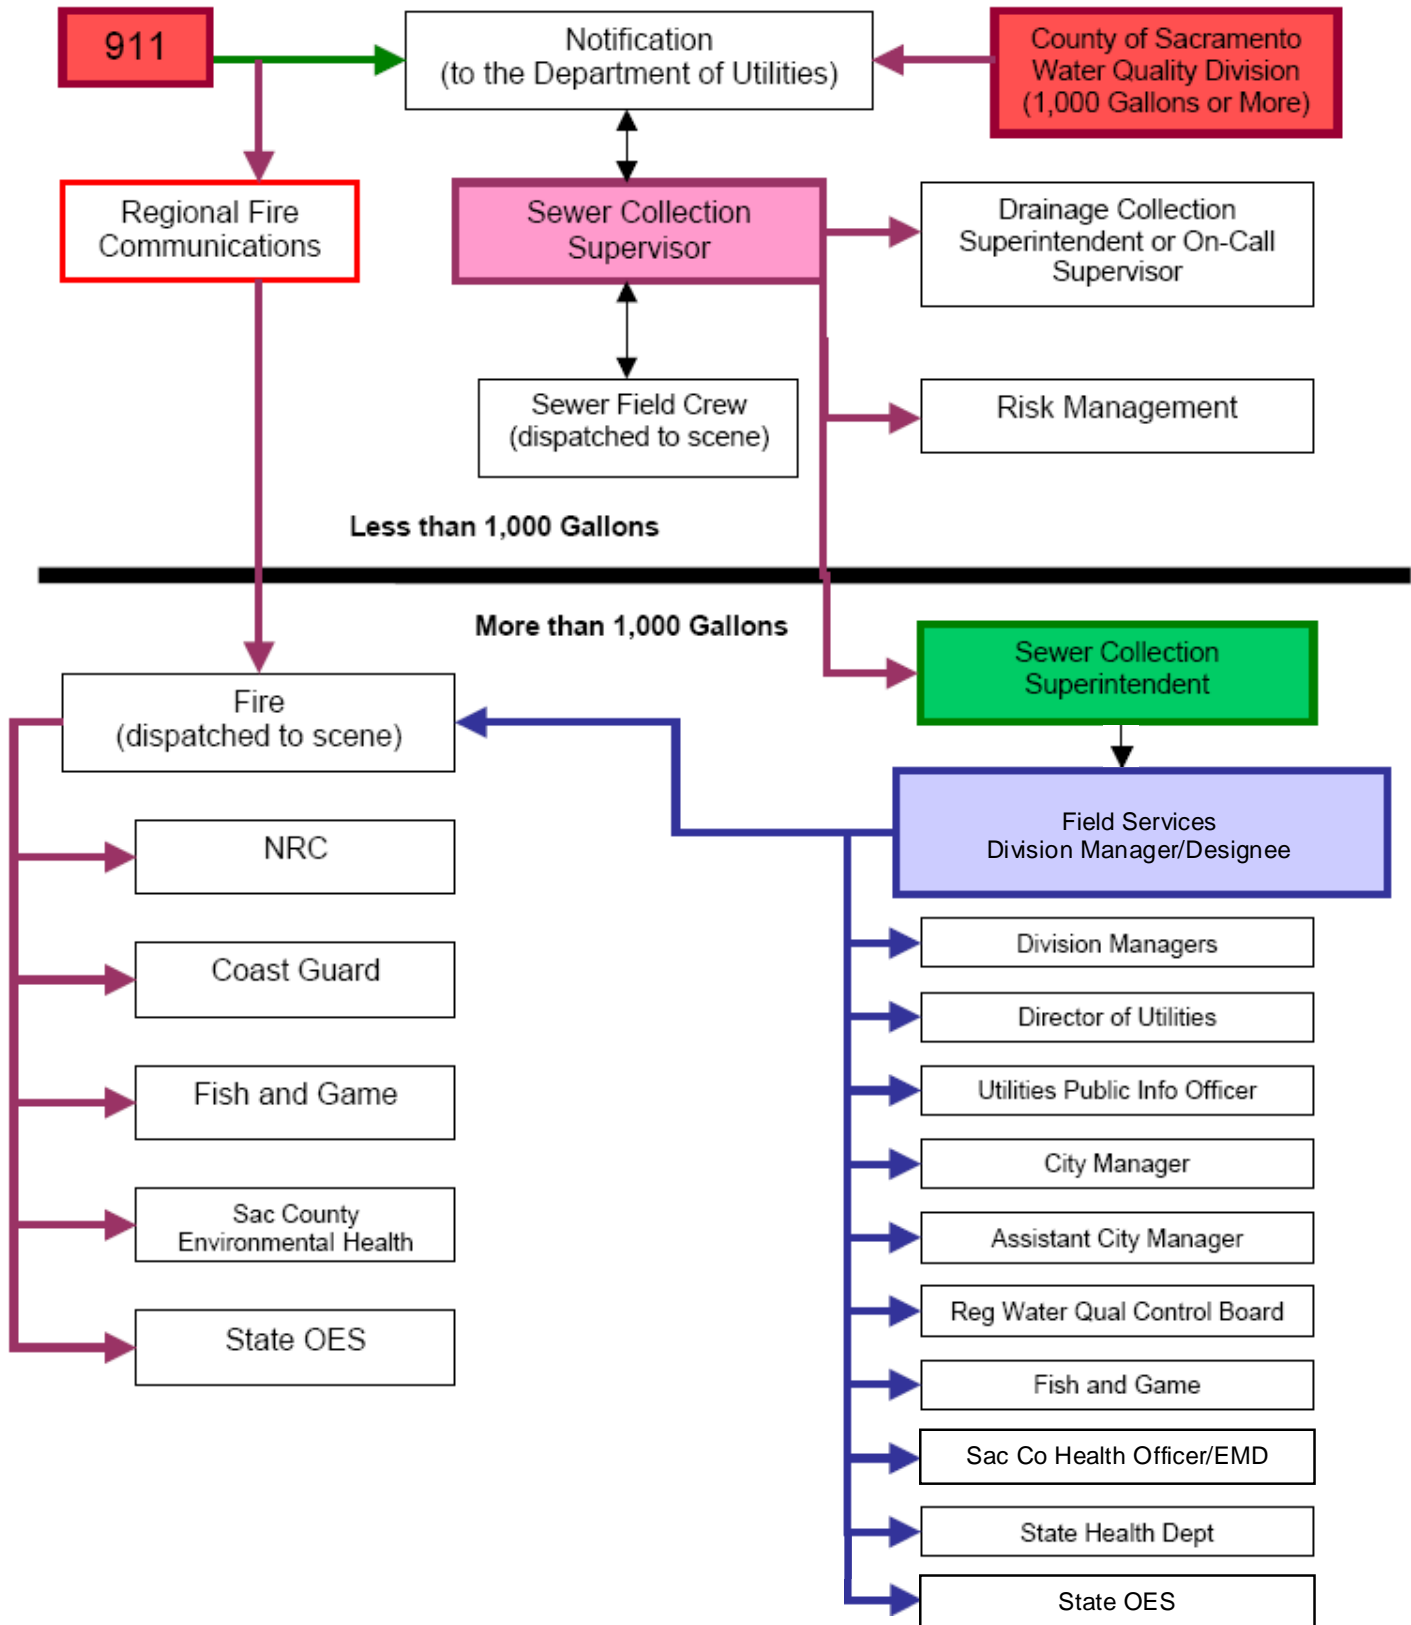 911
Notification
(to the Department of Utilities)
County of Sacramento
Water Quality Division
(1,000 Gallons or More)
Regional Fire
Communications
Sewer Collection
Supervisor
Drainage Collection
Superintendent or On-Call
Supervisor
Sewer Field Crew
(dispatched to scene)
Risk Management
Less than 1,000 Gallons
More than 1,000 Gallons
Sewer Collection
Superintendent
Fire
(dispatched to scene)
Field Services
Division Manager/Designee
NRC
Coast Guard
Fish and Game
Sac County
Environmental Health
State OES
Division Managers
Director of Utilities
Utilities Public Info Officer
City Manager
Assistant City Manager
Reg Water Qual Control Board
Fish and Game
Sac Co Health Officer/EMD
State Health Dept
State OES